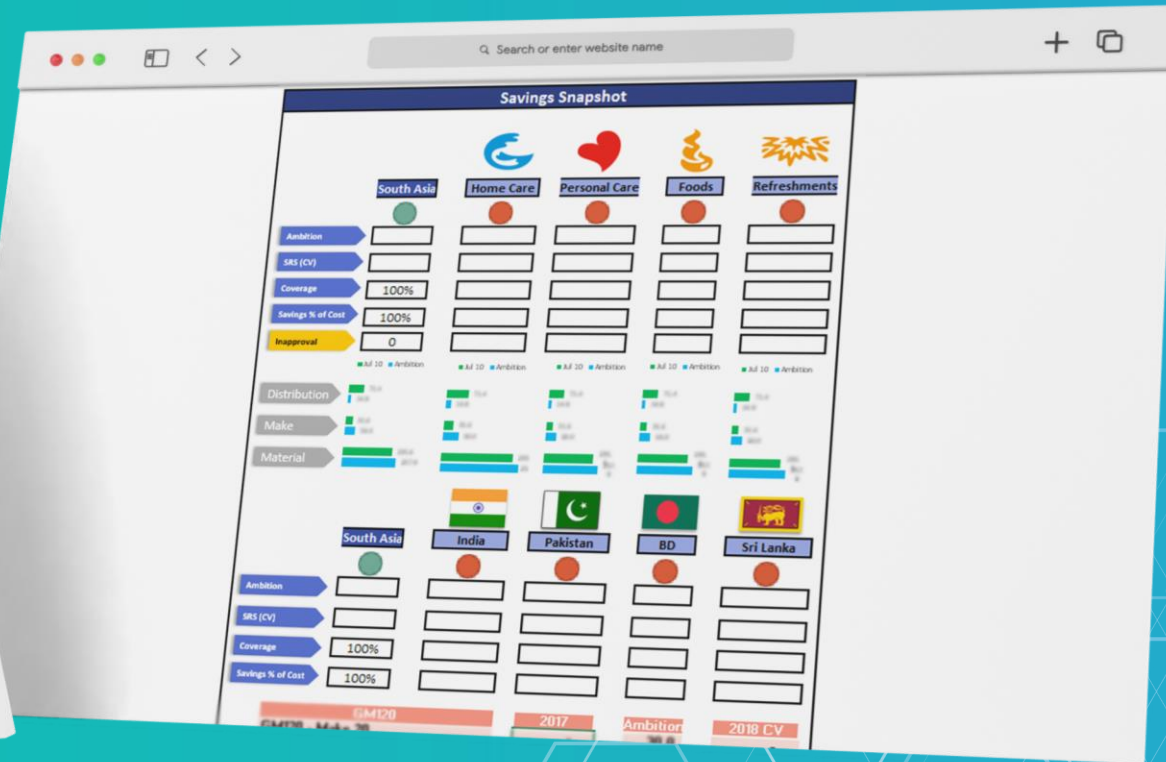 Search or enter website name
Savings Snapshot
South Asia Home Care Personal Care Foods Refreshments
Ambition
SRS (CV)
Coverage 100%
Savings % of Cost 100%
Inapproval 0
Jul 10 Ambition Jul 10 Ambition Jul 10 Ambition Jul 10 Ambition Jul 10 Ambition
Distribution
Make
Material
South Asia India Pakistan BD Sri Lanka
Ambition
SRS (CV)
Coverage 100%
Savings % of Cost 100%
GM120 2017 Ambition 2018 CV